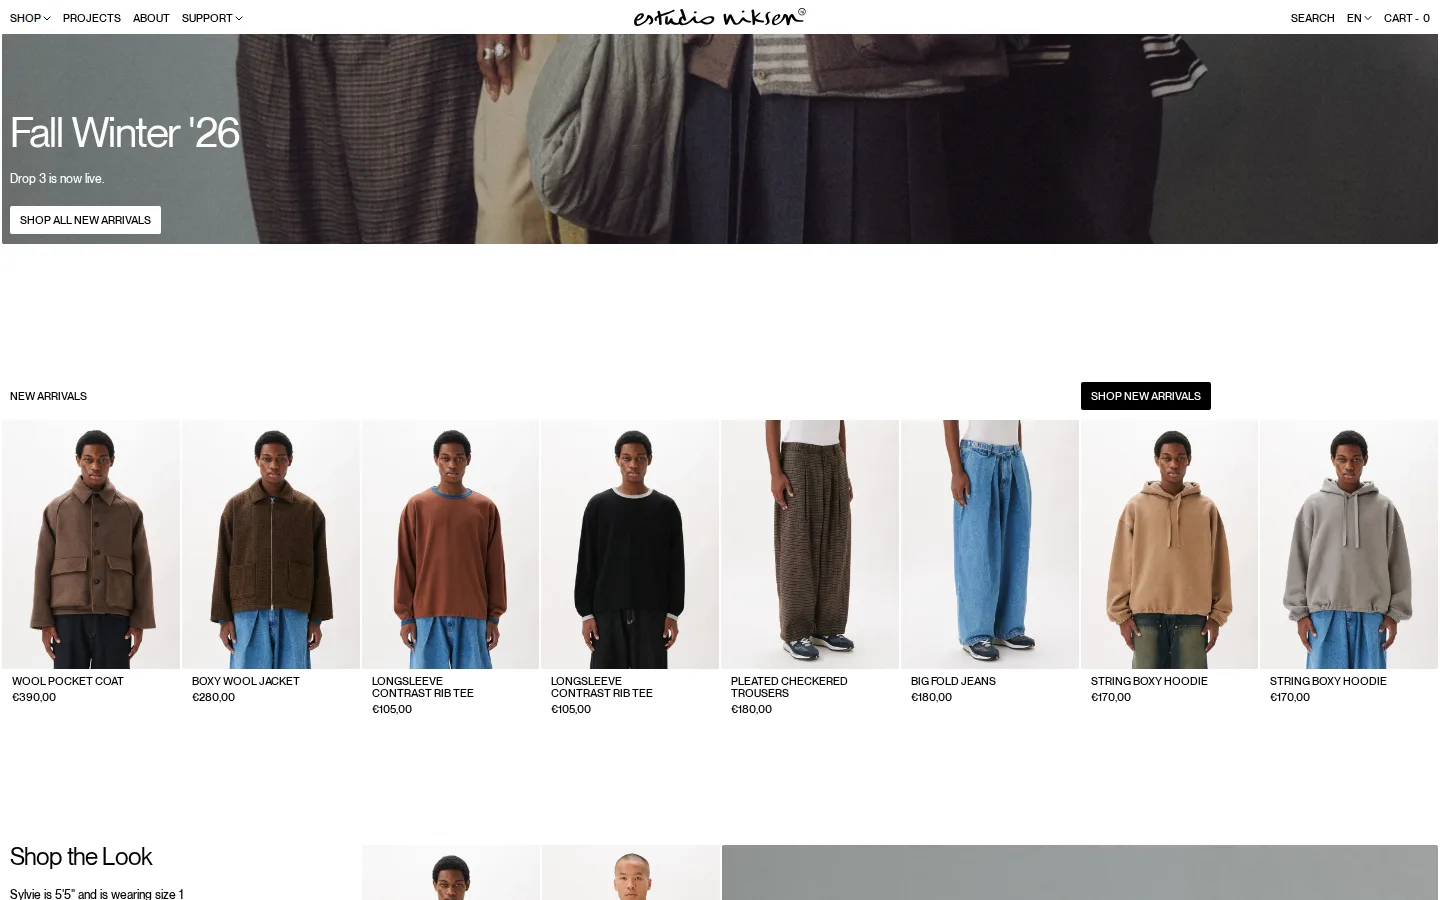 SHOP PROJECTS ABOUT SUPPORT
estudio niksen
SEARCH EN CART - 0
Fall Winter '26
Drop 3 is now live.
SHOP ALL NEW ARRIVALS
NEW ARRIVALS
SHOP NEW ARRIVALS
WOOL POCKET COAT
€390,00
BOXY WOOL JACKET
€280,00
LONGSLEEVE
CONTRAST RIB TEE
€105,00
LONGSLEEVE
CONTRAST RIB TEE
€105,00
PLEATED CHECKERED
TROUSERS
€180,00
BIG FOLD JEANS
€180,00
STRING BOXY HOODIE
€170,00
STRING BOXY HOODIE
€170,00
Shop the Look
Sylvie is 5'5" and is wearing size 1